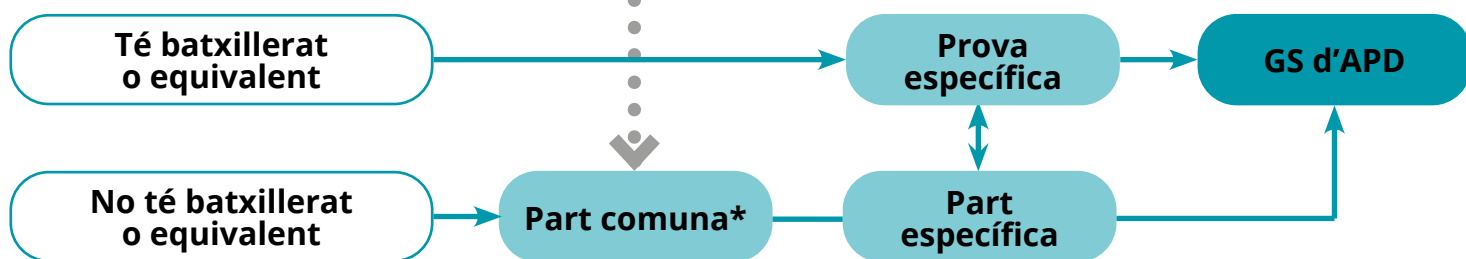 Té batxillerat
o equivalent
Prova
específica
GS d'APD
No té batxillerat
o equivalent
Part comuna*
Part
específica